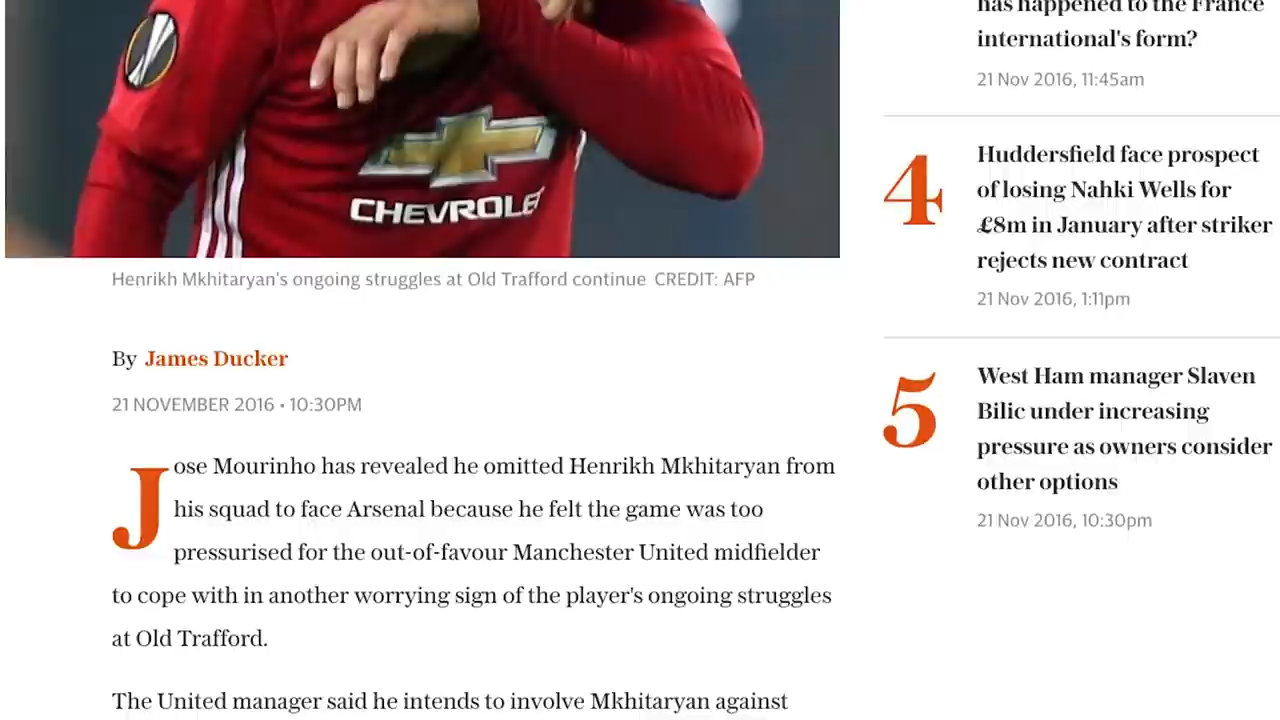 CHEVROLE
Henrikh Mkhitaryan's ongoing struggles at Old Trafford continue CREDIT: AFP
By James Ducker
21 NOVEMBER 2016 • 10:30PM
Jose Mourinho has revealed he omitted Henrikh Mkhitaryan from
his squad to face Arsenal because he felt the game was too
pressurised for the out-of-favour Manchester United midfielder
to cope with in another worrying sign of the player's ongoing struggles
at Old Trafford.
The United manager said he intends to involve Mkhitaryan against
has happened to the France
international's form?
21 Nov 2016, 11:45am
4
Huddersfield face prospect
of losing Nahki Wells for
£8m in January after striker
rejects new contract
21 Nov 2016, 1:11pm
5
West Ham manager Slaven
Bilic under increasing
pressure as owners consider
other options
21 Nov 2016, 10:30pm